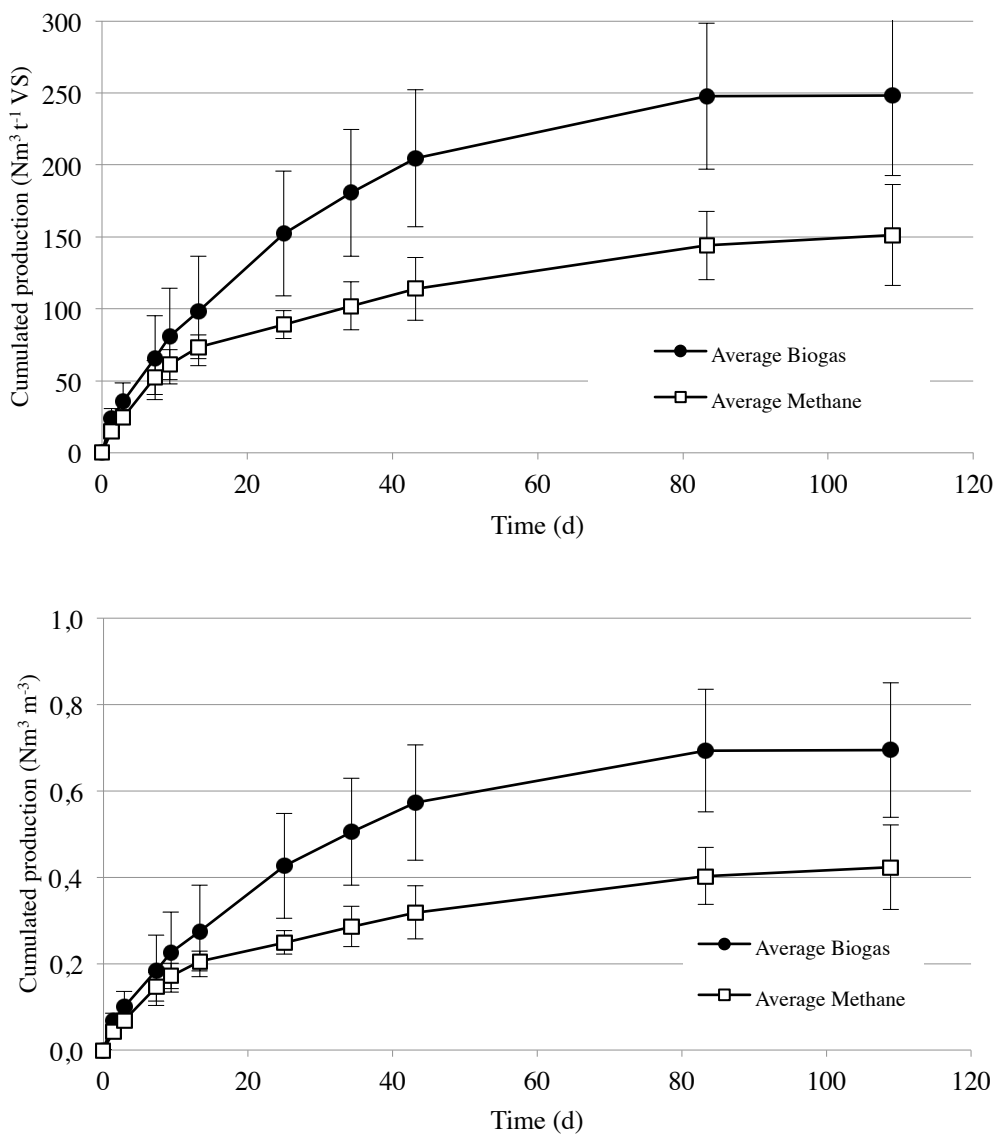 300
250
200
150
100
50
0
Cumulated production (Nm³ t⁻¹ VS)
Average Biogas
Average Methane
0 20 40 60 80 100 120
Time (d)
1,0
0,8
0,6
0,4
0,2
0,0
Cumulated production (Nm³ m⁻³)
Average Biogas
Average Methane
0 20 40 60 80 100 120
Time (d)